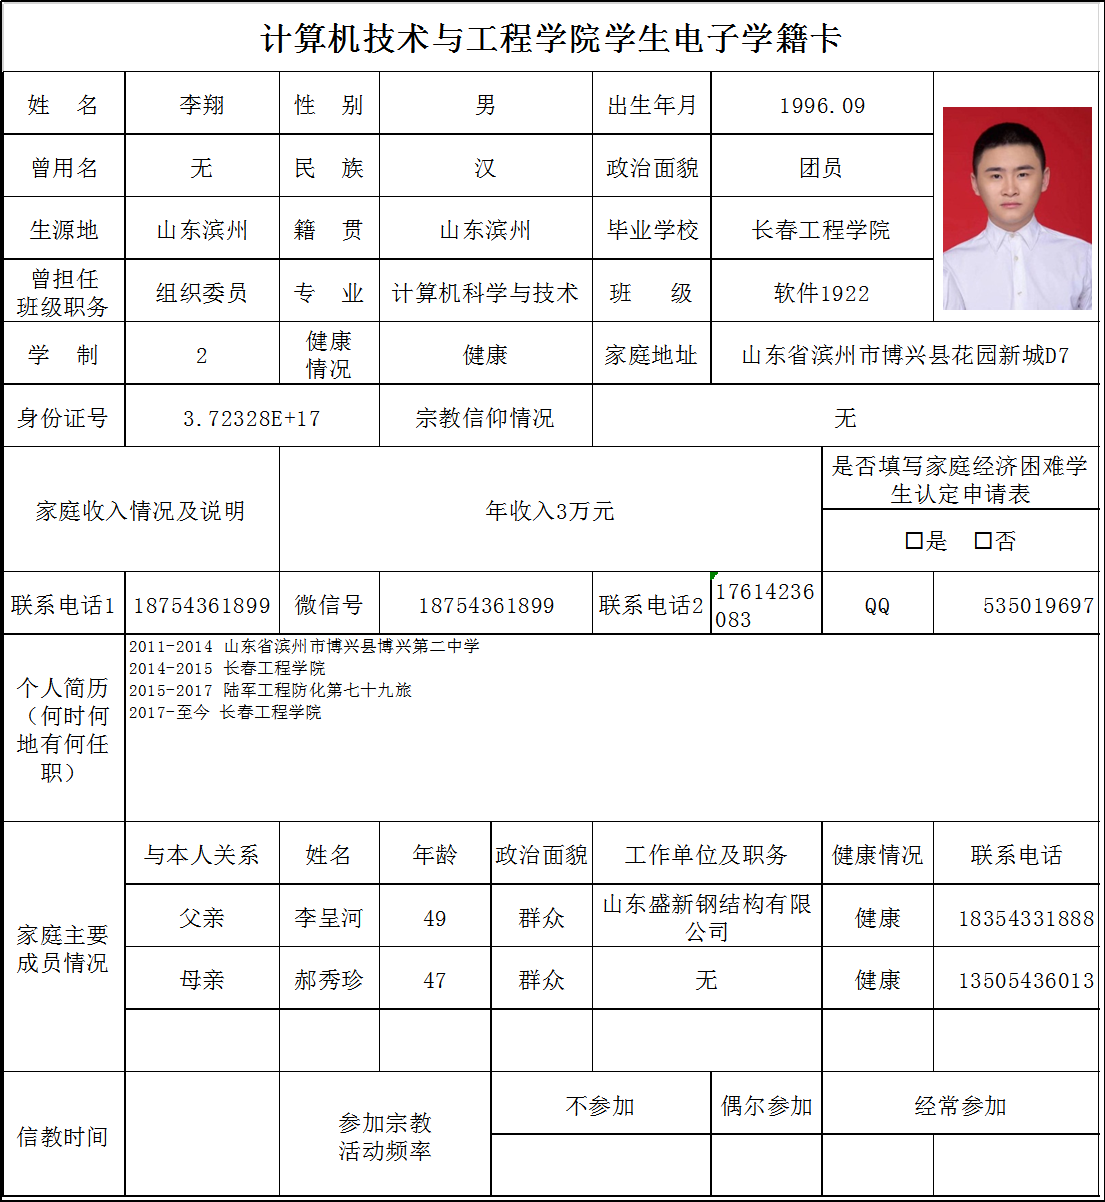 计算机技术与工程学院学生电子学籍卡
姓 名 李翔 性 别 男 出生年月 1996.09
曾用名 无 民 族 汉 政治面貌 团员
生源地 山东滨州 籍 贯 山东滨州 毕业学校 长春工程学院
曾担任
班级职务 组织委员 专 业 计算机科学与技术 班 级 软件1922
学 制 2 健康
情况 健康 家庭地址 山东省滨州市博兴县花园新城D7
身份证号 3.72328E+17 宗教信仰情况 无
家庭收入情况及说明 年收入3万元 是否填写家庭经济困难学
生认定申请表
□是 □否
联系电话1 18754361899 微信号 18754361899 联系电话2 17614236
083 QQ 535019697
个人简历
（何时何
地有何任
职）
2011-2014 山东省滨州市博兴县博兴第二中学
2014-2015 长春工程学院
2015-2017 陆军工程防化第七十九旅
2017-至今 长春工程学院
家庭主要
成员情况
与本人关系 姓名 年龄 政治面貌 工作单位及职务 健康情况 联系电话
父亲 李呈河 49 群众 山东盛新钢结构有限
公司 健康 18354331888
母亲 郝秀珍 47 群众 无 健康 13505436013
信教时间 参加宗教
活动频率 不参加 偶尔参加 经常参加